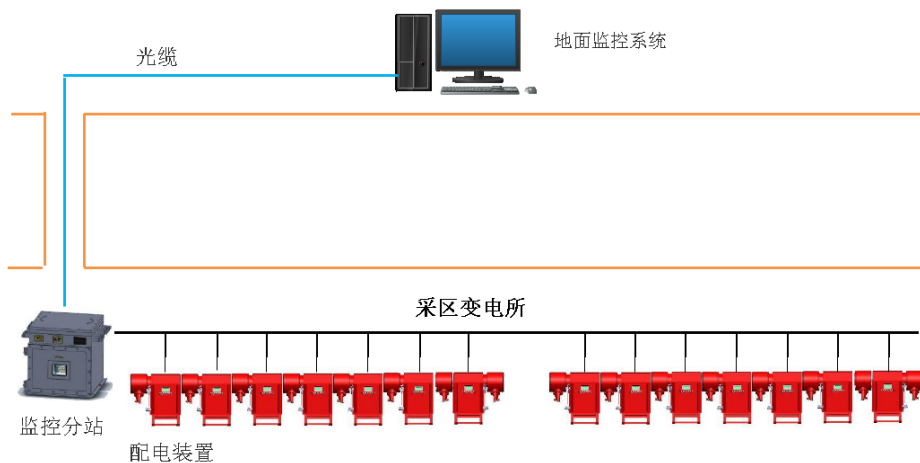 地面监控系统
光缆
采区变电所
监控分站
配电装置